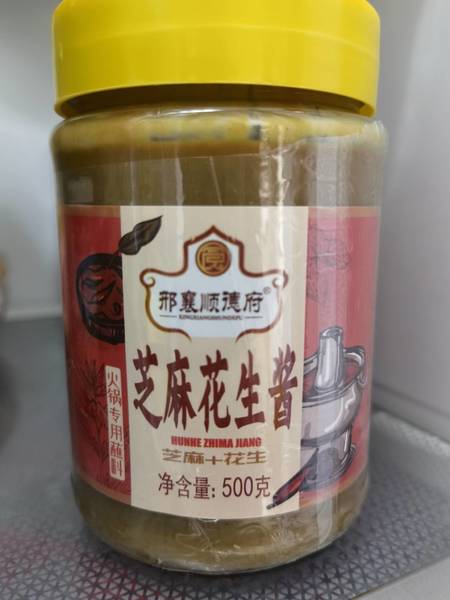 邢襄顺德府®
XINGXIANGSHUNDEFU
芝麻花生酱
HUNHE ZHIMA JIANG
芝麻+花生
净含量: 500克
火锅专用蘸料